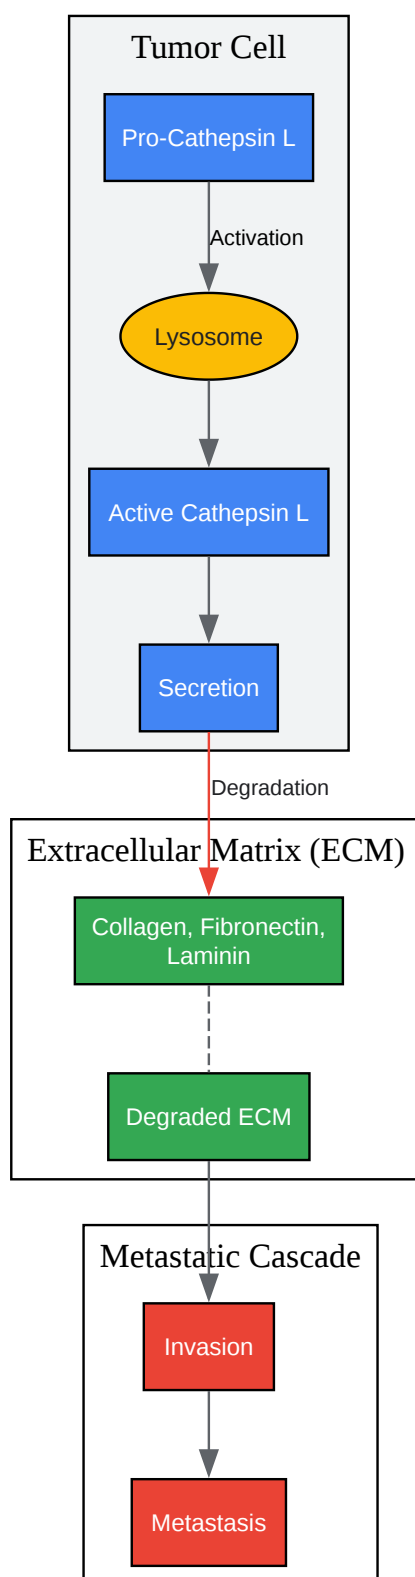 Tumor Cell
Pro-Cathepsin L
Activation
Lysosome
Active Cathepsin L
Secretion
Degradation
Extracellular Matrix (ECM)
Collagen, Fibronectin,
Laminin
Degraded ECM
Metastatic Cascade
Invasion
Metastasis